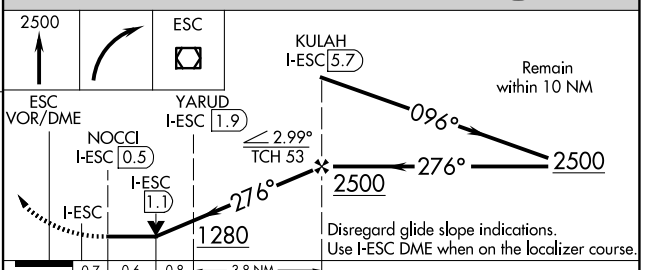 2500
ESC
KULAH
I-ESC 5.7
Remain
within 10 NM
ESC
VOR/DME
YARUD
I-ESC 1.9
NOCCI
I-ESC 0.5
096°
2.99°
TCH 53
2500
276°
2500
I-ESC
1.1
276°
I-ESC
1280
Disregard glide slope indications.
Use I-ESC DME when on the localizer course.
0.7
0.6
0.8
3.8 NM